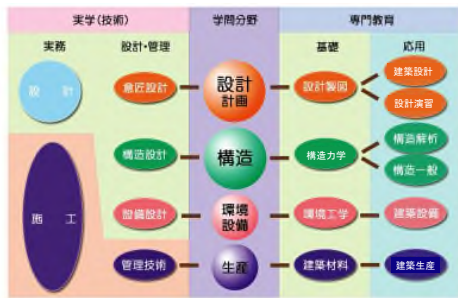 実学(技術)
学問分野
専門教育
実務
設計・管理
基礎
応用
設計
意匠設計
設計
計画
設計製図
建築設計
設計演習
施工
構造設計
構造
構造力学
構造解析
構造一般
設備設計
環境
設備
環境工学
建築設備
管理技術
生産
建築材料
建築生産